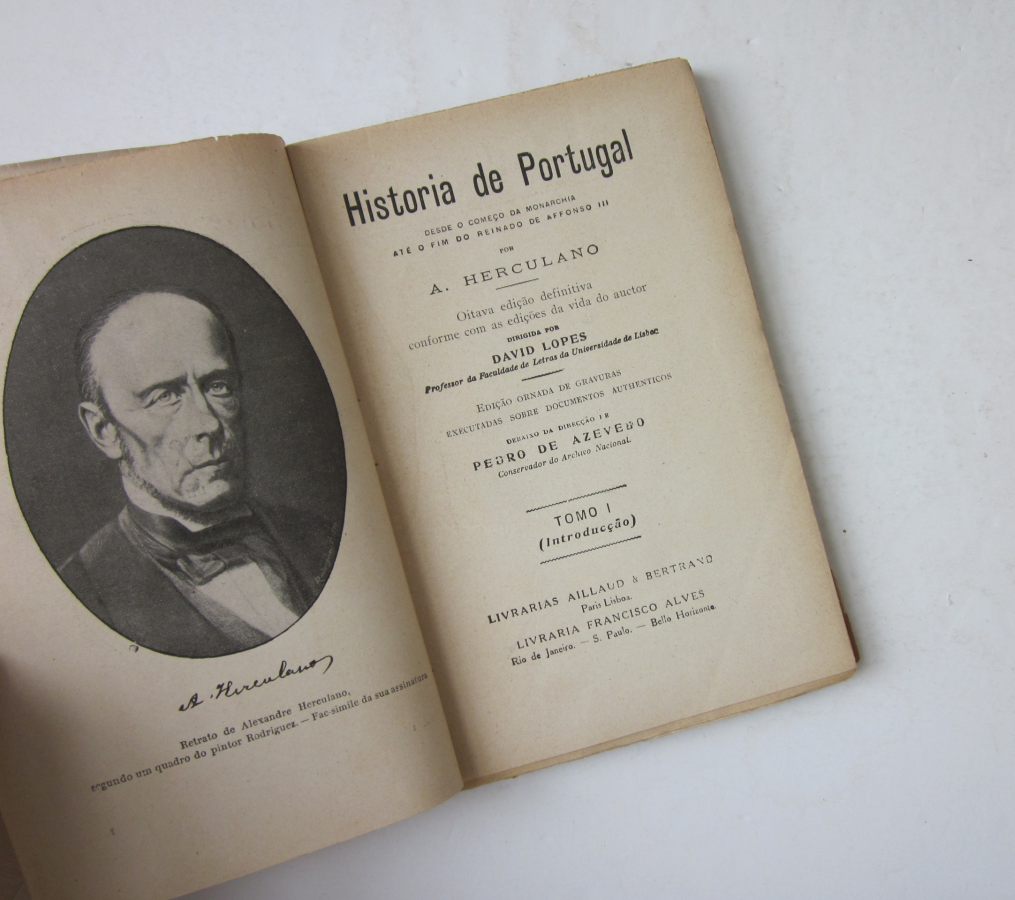 A. Herculano
Retrato de Alexandre Herculano,
segundo um quadro do pintor Rodriguez. — Fac-simile da sua assinatura
Historia de Portugal
DESDE O COMEÇO DA MONARCHIA
ATÉ O FIM DO REINADO DE AFFONSO III
POR
A. HERCULANO
Oitava edição definitiva
conforme com as edições da vida do auctor
DIRIGIDA POR
DAVID LOPES
Professor da Faculdade de Letras da Universidade de Lisboa
EDIÇÃO ORNADA DE GRAVURAS
EXECUTADAS SOBRE DOCUMENTOS AUTHENTICOS
DEBAIXO DA DIRECÇÃO DE
PEDRO DE AZEVEDO
Conservador do Archivo Nacional.
TOMO I
(Introducção)
LIVRARIAS AILLAUD & BERTRAND
Paris Lisboa.
LIVRARIA FRANCISCO ALVES
Rio de Janeiro. — S. Paulo. — Bello Horizonte.